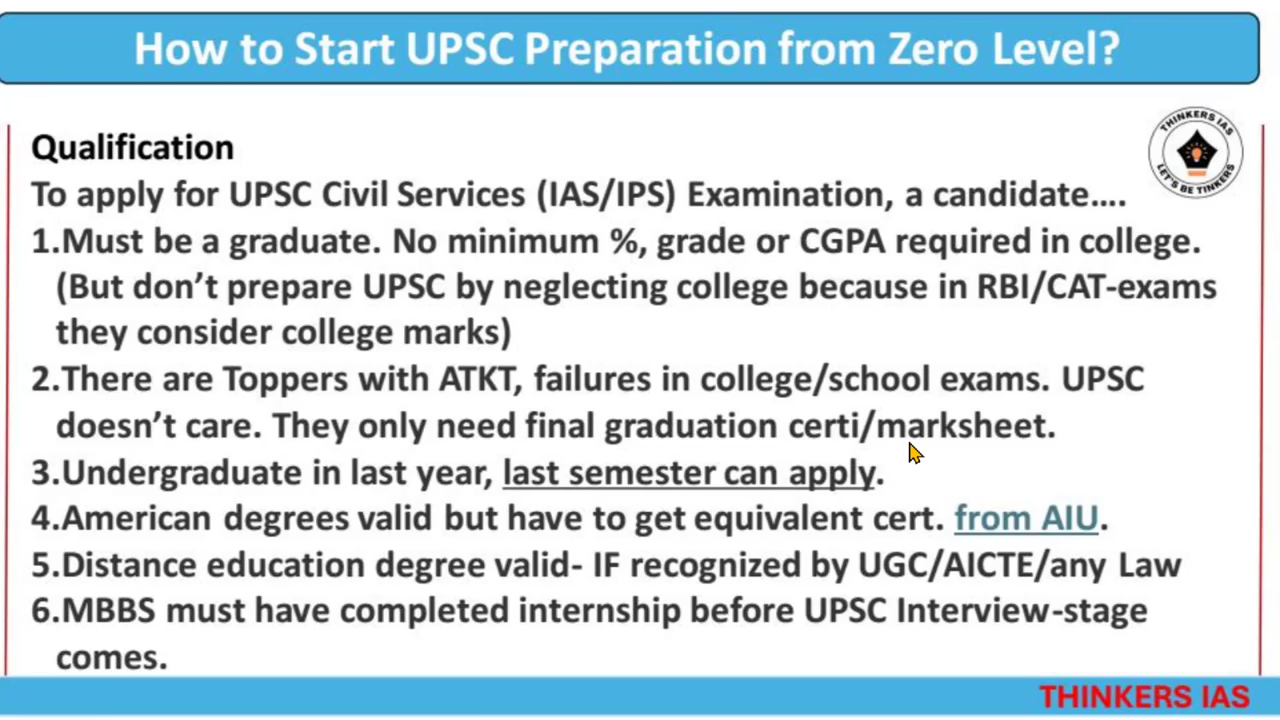 How to Start UPSC Preparation from Zero Level?
THINKERS IAS
LET'S BE TINKERS
Qualification
To apply for UPSC Civil Services (IAS/IPS) Examination, a candidate....
1.Must be a graduate. No minimum %, grade or CGPA required in college.
(But don’t prepare UPSC by neglecting college because in RBI/CAT-exams
they consider college marks)
2.There are Toppers with ATKT, failures in college/school exams. UPSC
doesn’t care. They only need final graduation certi/marksheet.
3.Undergraduate in last year, last semester can apply.
4.American degrees valid but have to get equivalent cert. from AIU.
5.Distance education degree valid- IF recognized by UGC/AICTE/any Law
6.MBBS must have completed internship before UPSC Interview-stage
comes.
THINKERS IAS